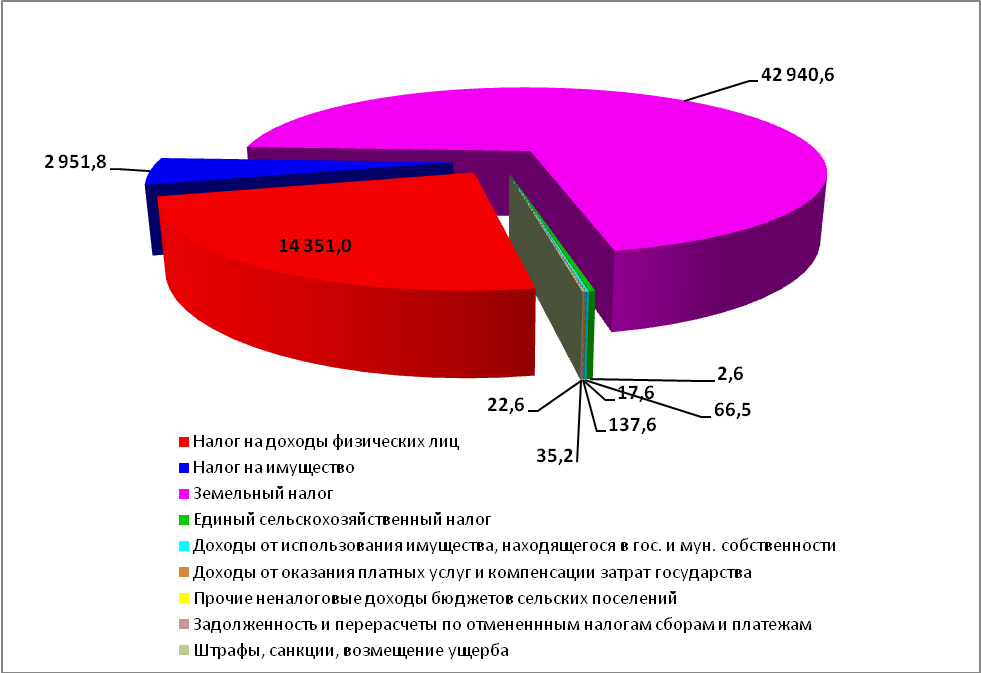 42 940,6
2 951,8
14 351,0
2,6
17,6
22,6
66,5
137,6
35,2
Налог на доходы физических лиц
Налог на имущество
Земельный налог
Единый сельскохозяйственный налог
Доходы от использования имущества, находящегося в гос. и мун. собственности
Доходы от оказания платных услуг и компенсации затрат государства
Прочие неналоговые доходы бюджетов сельских поселений
Задолженность и перерасчеты по отмененнным налогам сборам и платежам
Штрафы, санкции, возмещение ущерба